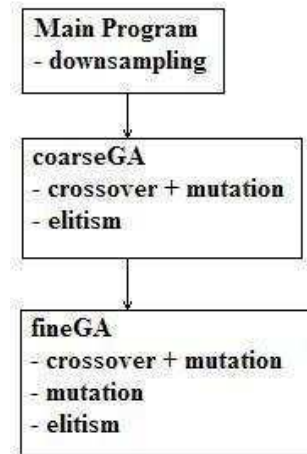 Main Program
- downsampling
coarseGA
- crossover + mutation
- elitism
fineGA
- crossover + mutation
- mutation
- elitism